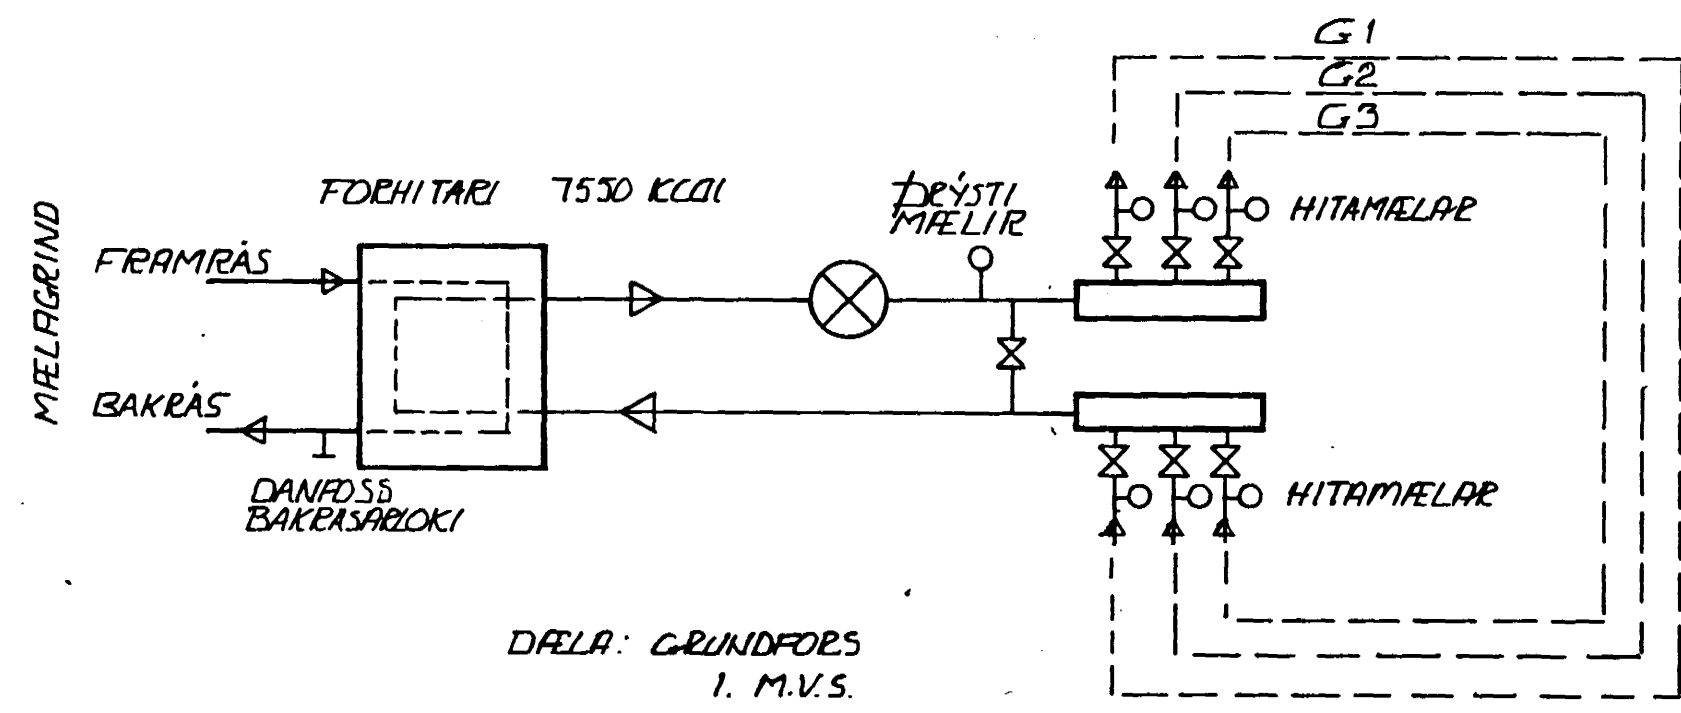 G1
G2
G3
FORHITARI 7550 KCAL
ÞRÝSTI
MÆLIR
HITAMÆLAR
MÆLAGRIND
FRAMRÁS
BAKRÁS
DANFOSS
BAKRÁSARLOKI
HITAMÆLAR
DÆLA: GRUNDFORS
1. M.V.S.